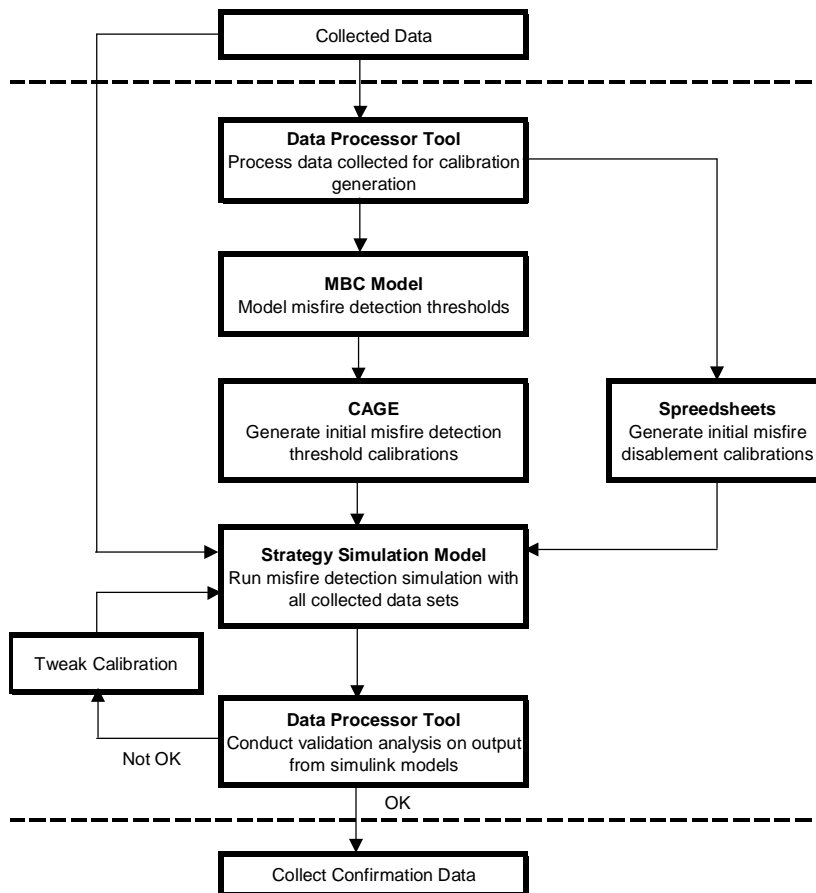 Collected Data
Data Processor Tool
Process data collected for calibration
generation
MBC Model
Model misfire detection thresholds
CAGE
Generate initial misfire detection
threshold calibrations
Spreedsheets
Generate initial misfire
disablement calibrations
Strategy Simulation Model
Run misfire detection simulation with
all collected data sets
Tweak Calibration
Data Processor Tool
Conduct validation analysis on output
from simulink models
Not OK
OK
Collect Confirmation Data